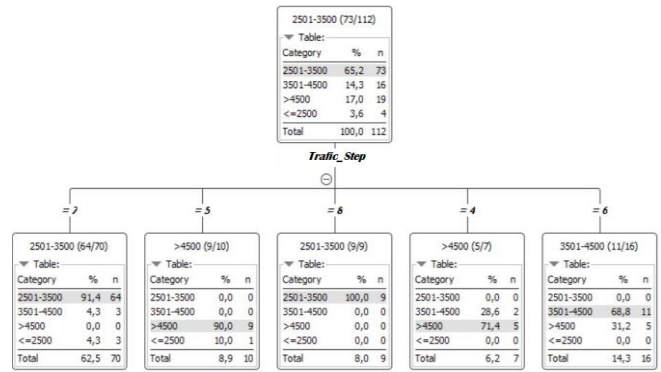 2501-3500 (73/112)
Table:
Category % n
2501-3500 65,2 73
3501-4500 14,3 16
>4500 17,0 19
<=2500 3,6 4
Total 100,0 112
Trafic_Step
= 7
= 5
= 8
= 4
= 6
2501-3500 (64/70)
Table:
Category % n
2501-3500 91,4 64
3501-4500 4,3 3
>4500 0,0 0
<=2500 4,3 3
Total 62,5 70
>4500 (9/10)
Table:
Category % n
2501-3500 0,0 0
3501-4500 0,0 0
>4500 90,0 9
<=2500 10,0 1
Total 8,9 10
2501-3500 (9/9)
Table:
Category % n
2501-3500 100,0 9
3501-4500 0,0 0
>4500 0,0 0
<=2500 0,0 0
Total 8,0 9
>4500 (5/7)
Table:
Category % n
2501-3500 0,0 0
3501-4500 28,6 2
>4500 71,4 5
<=2500 0,0 0
Total 6,2 7
3501-4500 (11/16)
Table:
Category % n
2501-3500 0,0 0
3501-4500 68,8 11
>4500 31,2 5
<=2500 0,0 0
Total 14,3 16